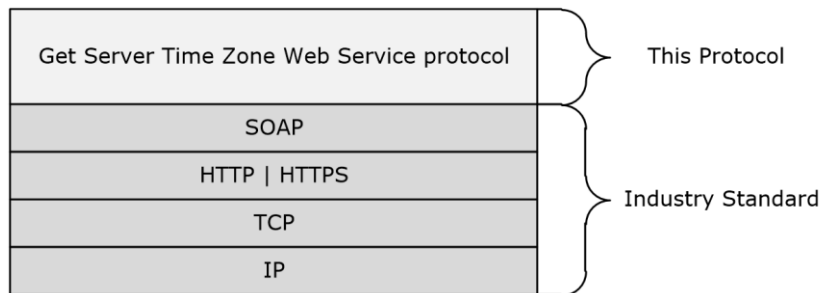 Get Server Time Zone Web Service protocol
This Protocol
SOAP
HTTP | HTTPS
Industry Standard
TCP
IP